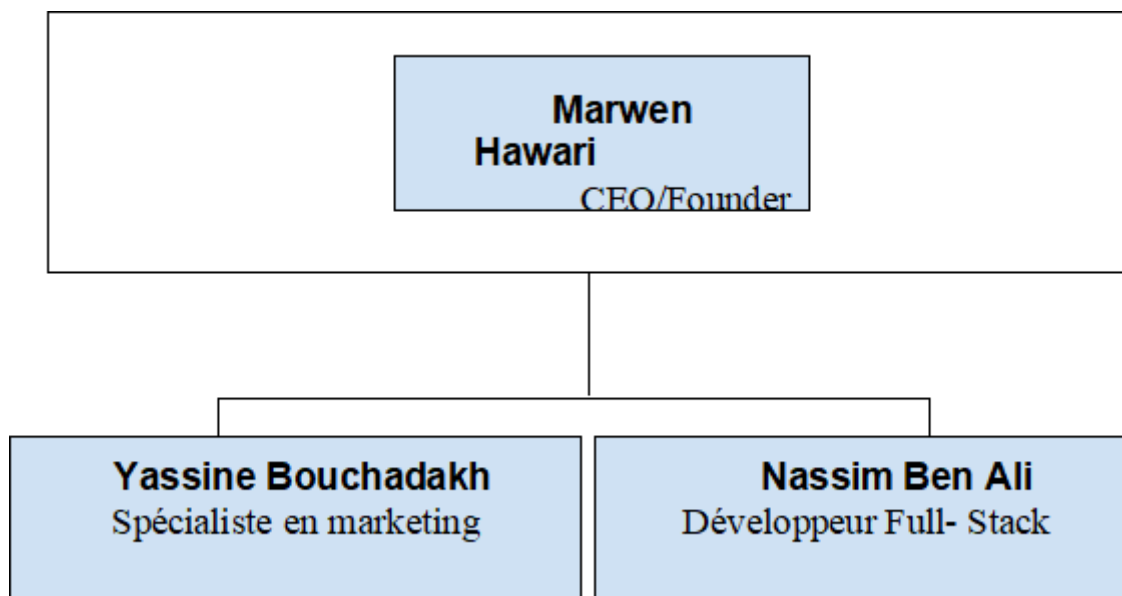 Marwen
Hawari
CEO/Founder
Yassine Bouchadakh
Spécialiste en marketing
Nassim Ben Ali
Développeur Full- Stack